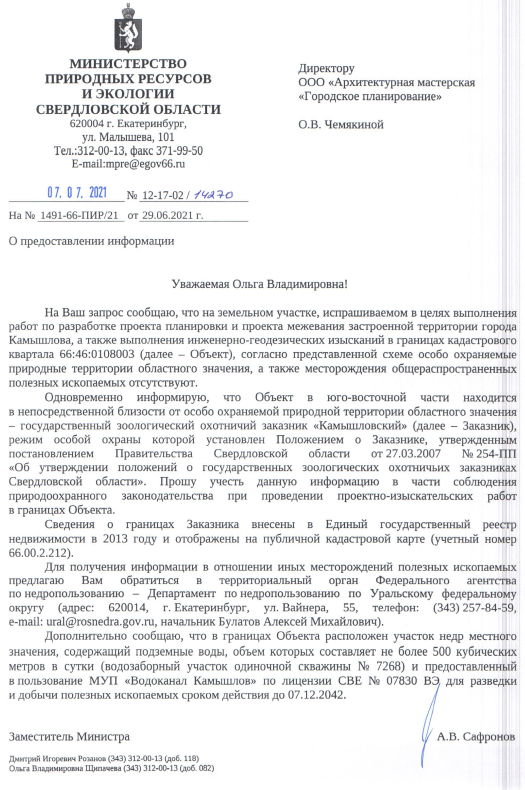 МИНИСТЕРСТВО
ПРИРОДНЫХ РЕСУРСОВ
И ЭКОЛОГИИ
СВЕРДЛОВСКОЙ ОБЛАСТИ
620004 г. Екатеринбург,
ул. Малышева, 101
Тел.:312-00-13, факс 371-99-50
E-mail:mpre@egov66.ru
07. 07. 2021 № 12-17-02 / 14270
На № 1491-66-ПИР/21 от 29.06.2021 г.
О предоставлении информации
Директору
ООО «Архитектурная мастерская
«Городское планирование»
О.В. Чемякиной
Уважаемая Ольга Владимировна!
На Ваш запрос сообщаю, что на земельном участке, испрашиваемом в целях выполнения
работ по разработке проекта планировки и проекта межевания застроенной территории города
Камышлова, а также выполнения инженерно-геодезических изысканий в границах кадастрового
квартала 66:46:0108003 (далее – Объект), согласно представленной схеме особо охраняемые
природные территории областного значения, а также месторождения общераспространенных
полезных ископаемых отсутствуют.
Одновременно информирую, что Объект в юго-восточной части находится
в непосредственной близости от особо охраняемой природной территории областного значения
– государственный зоологический охотничий заказник «Камышловский» (далее – Заказник),
режим особой охраны которой установлен Положением о Заказнике, утвержденным
постановлением Правительства Свердловской области от 27.03.2007 № 254-ПП
«Об утверждении положений о государственных зоологических охотничьих заказниках
Свердловской области». Прошу учесть данную информацию в части соблюдения
природоохранного законодательства при проведении проектно-изыскательских работ
в границах Объекта.
Сведения о границах Заказника внесены в Единый государственный реестр
недвижимости в 2013 году и отображены на публичной кадастровой карте (учетный номер
66.00.2.212).
Для получения информации в отношении иных месторождений полезных ископаемых
предлагаю Вам обратиться в территориальный орган Федерального агентства
по недропользованию – Департамент по недропользованию по Уральскому федеральному
округу (адрес: 620014, г. Екатеринбург, ул. Вайнера, 55, телефон: (343) 257-84-59,
e-mail: ural@rosnedra.gov.ru, начальник Булатов Алексей Михайлович).
Дополнительно сообщаю, что в границах Объекта расположен участок недр местного
значения, содержащий подземные воды, объем которых составляет не более 500 кубических
метров в сутки (водозаборный участок одиночной скважины № 7268) и предоставленный
в пользование МУП «Водоканал Камышлов» по лицензии СВЕ № 07830 ВЭ для разведки
и добычи полезных ископаемых сроком действия до 07.12.2042.
Заместитель Министра А.В. Сафронов
Дмитрий Игоревич Розанов (343) 312-00-13 (доб. 118)
Ольга Владимировна Щипачева (343) 312-00-13 (доб. 082)